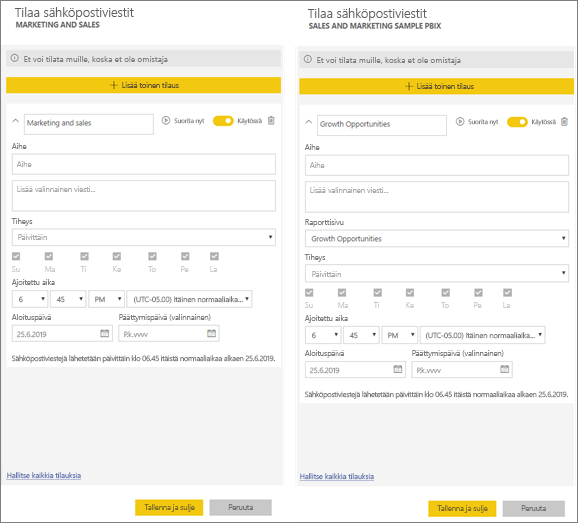 Tilaa sähköpostiviestit
MARKETING AND SALES
Et voi tilata muille, koska et ole omistaja
Lisää toinen tilaus
Marketing and sales
Suorita nyt
Käytössä
Aihe
Aihe
Lisää valinnainen viesti...
Tiheys
Päivittäin
Su Ma Ti Ke To Pe La
Ajoitettu aika
6 45 PM (UTC-05.00) Itäinen normaaliaika...
Aloituspäivä Päättymispäivä (valinnainen)
25.6.2019 P.k.vvvv
Sähköpostiviestejä lähetetään päivittäin klo 06.45 itäistä normaaliaikaa alkaen 25.6.2019.
Hallitse kaikkia tilauksia
Tallenna ja sulje Peruuta
Tilaa sähköpostiviestit
SALES AND MARKETING SAMPLE PBIX
Et voi tilata muille, koska et ole omistaja
Lisää toinen tilaus
Growth Opportunities
Suorita nyt
Käytössä
Aihe
Aihe
Lisää valinnainen viesti...
Raporttisivu
Growth Opportunities
Tiheys
Päivittäin
Su Ma Ti Ke To Pe La
Ajoitettu aika
6 45 PM (UTC-05.00) Itäinen normaaliaika...
Aloituspäivä Päättymispäivä (valinnainen)
25.6.2019 P.k.vvvv
Sähköpostiviestejä lähetetään päivittäin klo 06.45 itäistä normaaliaikaa alkaen 25.6.2019.
Hallitse kaikkia tilauksia
Tallenna ja sulje Peruuta